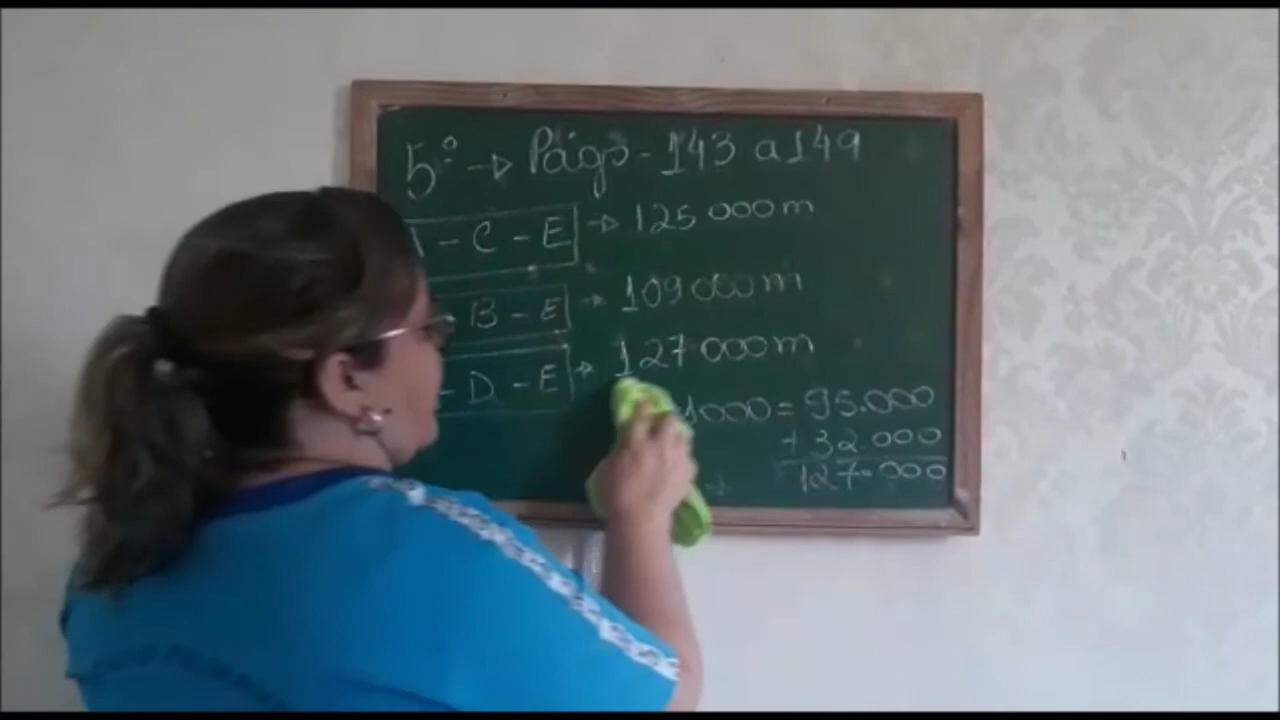 5º → Págs - 143 a 149
- C - E → 125 000 m
- B - E → 109 000 m
- D - E → 127 000 m
1000 = 95.000
+ 32.000
127.000